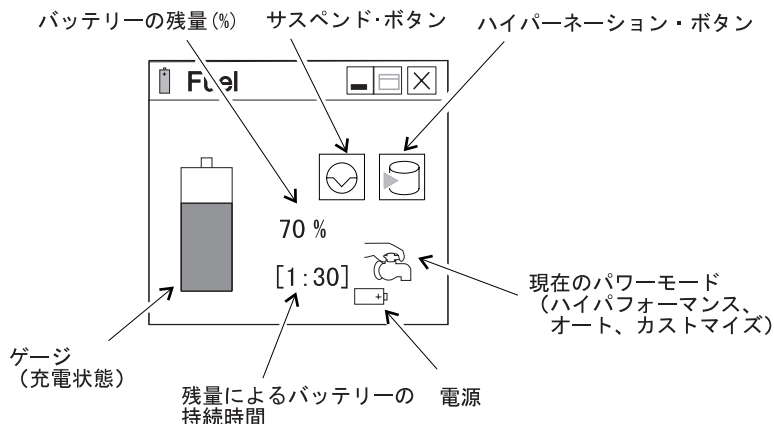 バッテリーの残量(%)
サスペンド・ボタン
ハイパーネーション・ボタン
Fuel
70 %
[1:30]
現在のパワーモード
(ハイパフォーマンス、
オート、カストマイズ)
ゲージ
(充電状態)
残量によるバッテリーの
持続時間
電源